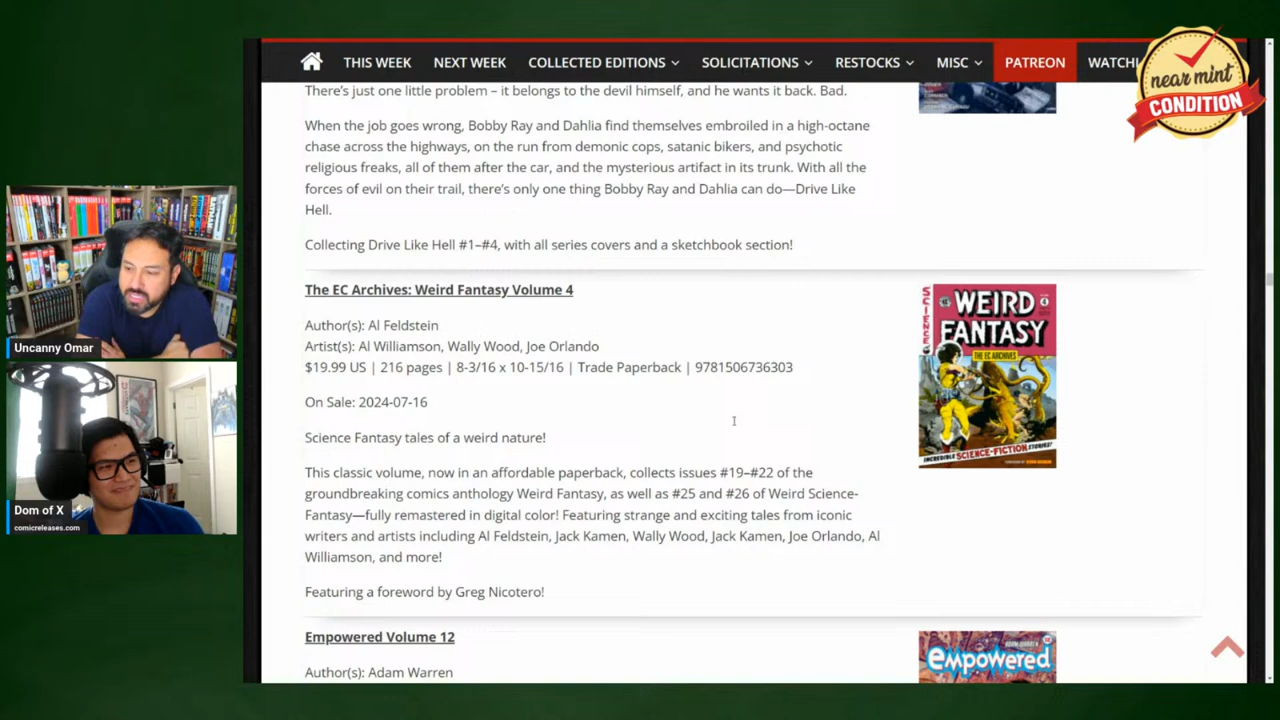 THIS WEEK NEXT WEEK COLLECTED EDITIONS SOLICITATIONS RESTOCKS MISC PATREON
near mint
CONDITION
There's just one little problem – it belongs to the devil himself, and he wants it back. Bad.
When the job goes wrong, Bobby Ray and Dahlia find themselves embroiled in a high-octane
chase across the highways, on the run from demonic cops, satanic bikers, and psychotic
religious freaks, all of them after the car, and the mysterious artifact in its trunk. With all the
forces of evil on their trail, there's only one thing Bobby Ray and Dahlia can do—Drive Like
Hell.
Collecting Drive Like Hell #1–#4, with all series covers and a sketchbook section!
The EC Archives: Weird Fantasy Volume 4
Author(s): Al Feldstein
Artist(s): Al Williamson, Wally Wood, Joe Orlando
$19.99 US | 216 pages | 8-3/16 x 10-15/16 | Trade Paperback | 9781506736303
On Sale: 2024-07-16
Science Fantasy tales of a weird nature!
This classic volume, now in an affordable paperback, collects issues #19–#22 of the
groundbreaking comics anthology Weird Fantasy, as well as #25 and #26 of Weird Science-
Fantasy—fully remastered in digital color! Featuring strange and exciting tales from iconic
writers and artists including Al Feldstein, Jack Kamen, Wally Wood, Jack Kamen, Joe Orlando, Al
Williamson, and more!
Featuring a foreword by Greg Nicotero!
SCIENCE
WEIRD
FANTASY
THE EC ARCHIVES
INCREDIBLE SCIENCE-FICTION STORIES!
Empowered Volume 12
Author(s): Adam Warren
empowered
Uncanny Omar
Dom of X
comicreleases.com